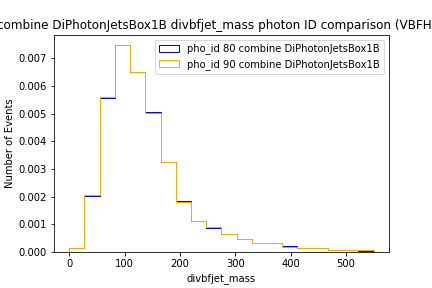 combine DiPhotonJetsBox1B divbfjet_mass photon ID comparison (VBFH
pho_id 80 combine DiPhotonJetsBox1B
pho_id 90 combine DiPhotonJetsBox1B
Number of Events
0.007
0.006
0.005
0.004
0.003
0.002
0.001
0.000
0 100 200 300 400 500
divbfjet_mass